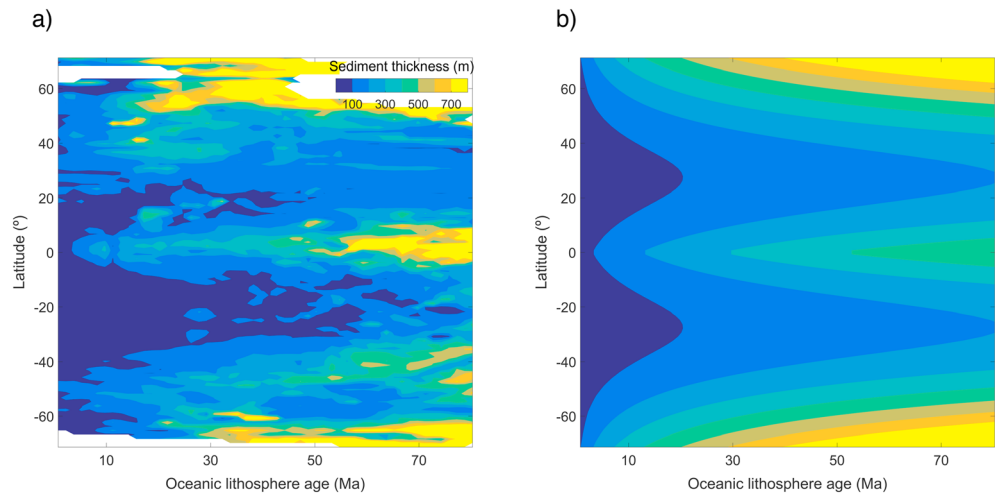 a)
Sediment thickness (m)
100 300 500 700
60
40
20
0
-20
-40
-60
Latitude (º)
10 30 50 70
Oceanic lithosphere age (Ma)
b)
60
40
20
0
-20
-40
-60
Latitude (º)
10 30 50 70
Oceanic lithosphere age (Ma)